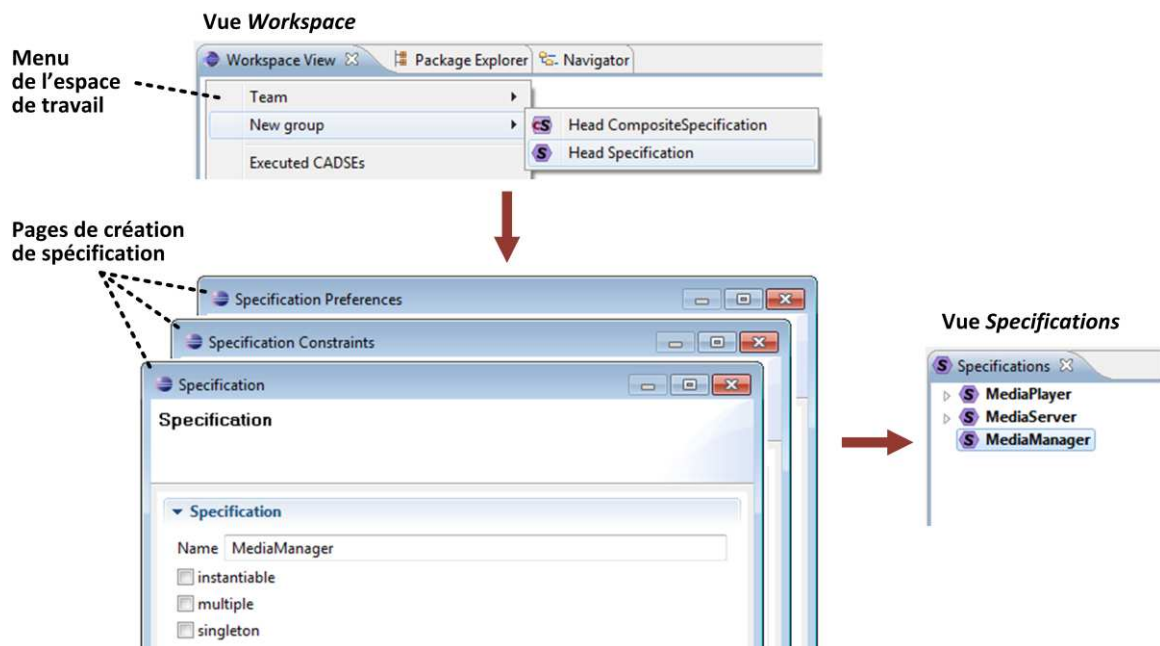 Vue Workspace
Menu
de l'espace
de travail
Workspace View
Package Explorer
Navigator
Team
New group
Executed CADSEs
CS Head CompositeSpecification
S Head Specification
Pages de création
de spécification
Specification Preferences
Specification Constraints
Specification
Specification
Specification
Name MediaManager
instantiable
multiple
singleton
Vue Specifications
S Specifications
S MediaPlayer
S MediaServer
S MediaManager